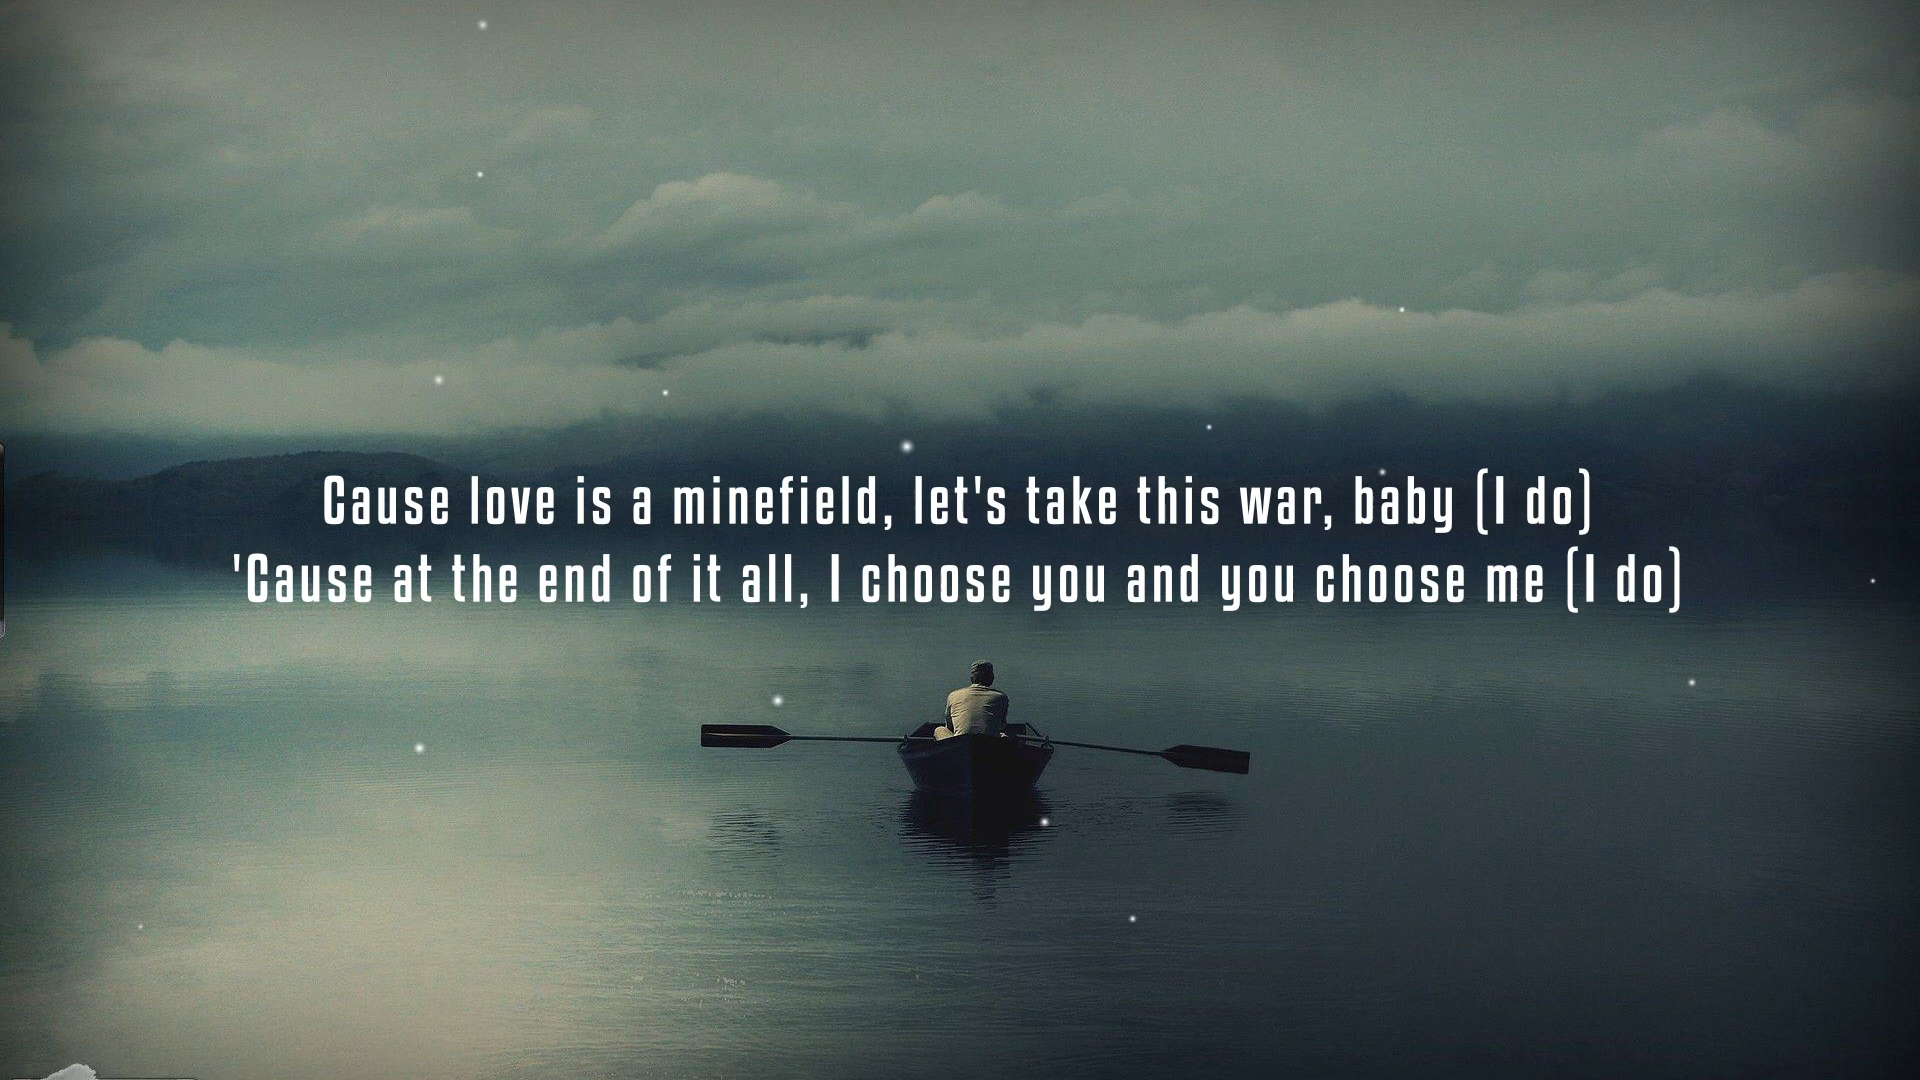 Cause love is a minefield, let's take this war, baby (I do)
'Cause at the end of it all, I choose you and you choose me (I do)